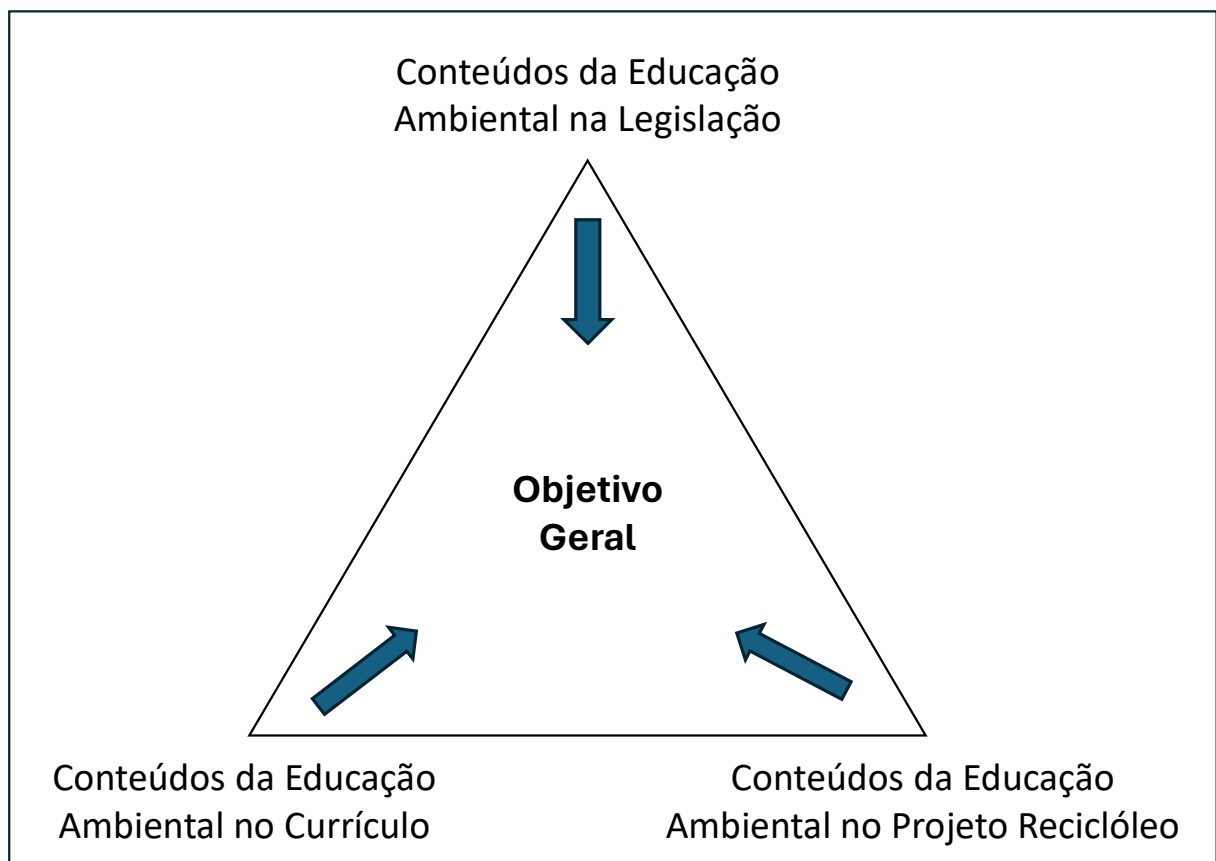 Conteúdos da Educação
Ambiental na Legislação
Objetivo
Geral
Conteúdos da Educação
Ambiental no Currículo
Conteúdos da Educação
Ambiental no Projeto Reciclóleo